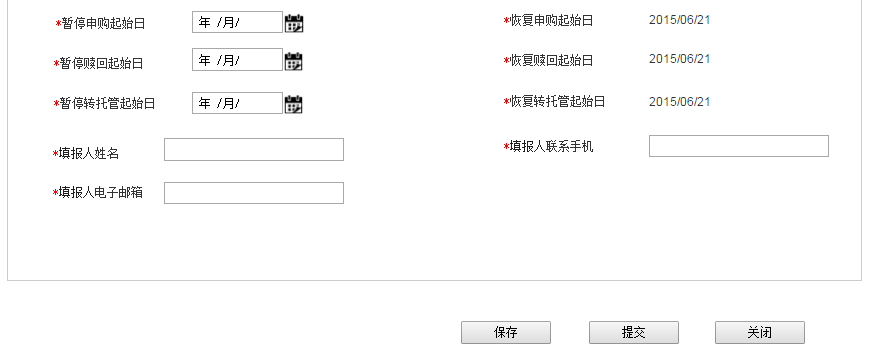 *暂停申购起始日 年 /月/ *恢复申购起始日 2015/06/21
*暂停赎回起始日 年 /月/ *恢复赎回起始日 2015/06/21
*暂停转托管起始日 年 /月/ *恢复转托管起始日 2015/06/21
*填报人姓名 *填报人联系手机
*填报人电子邮箱
保存 提交 关闭